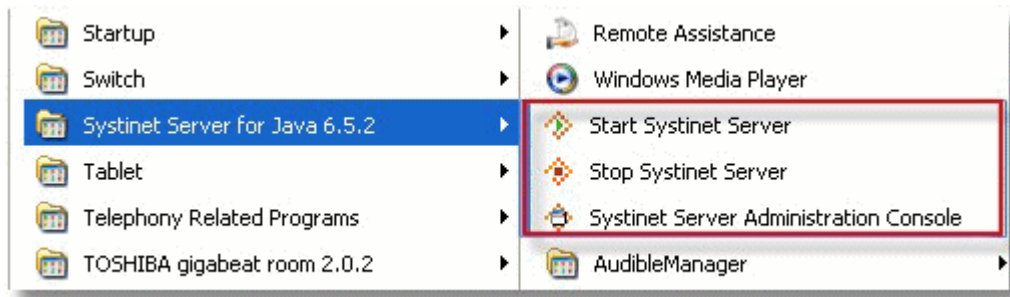 Startup
Switch
Systinet Server for Java 6.5.2
Tablet
Telephony Related Programs
TOSHIBA gigabeat room 2.0.2
Remote Assistance
Windows Media Player
Start Systinet Server
Stop Systinet Server
Systinet Server Administration Console
AudibleManager